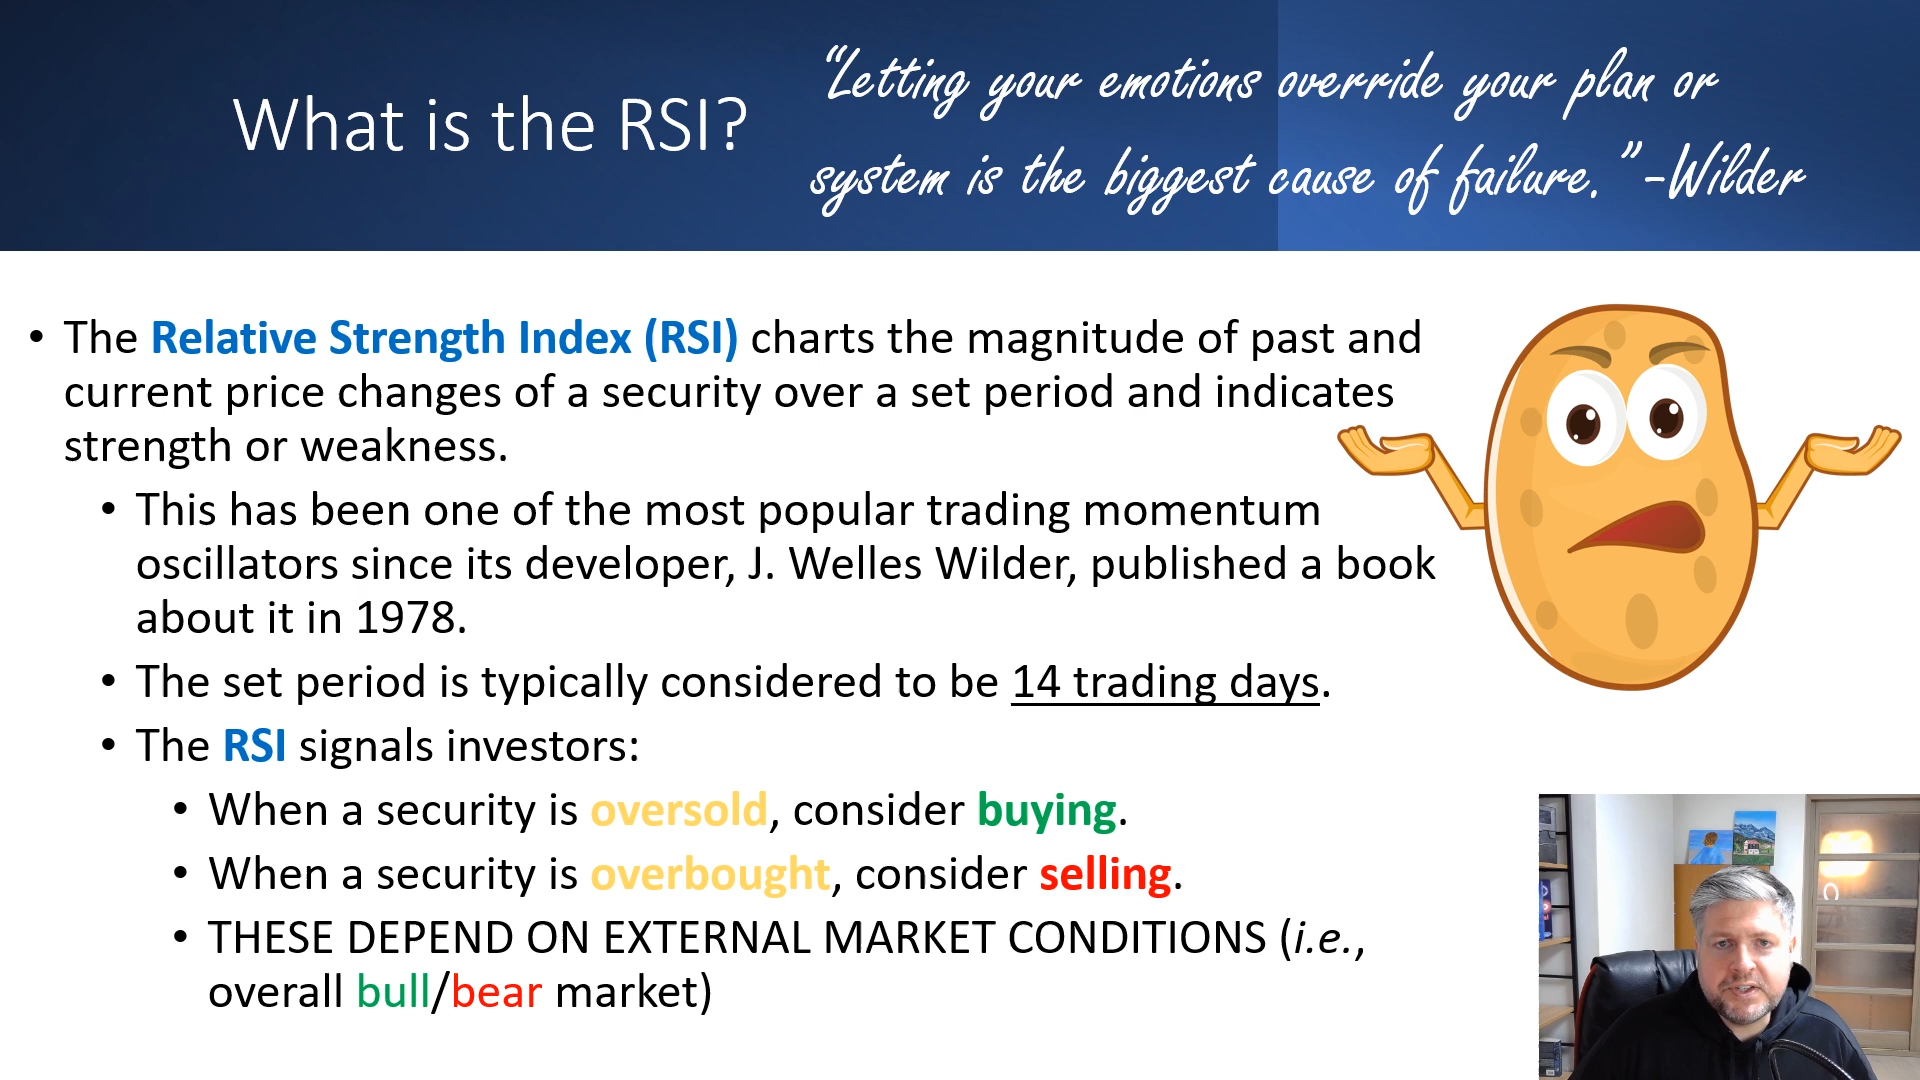 What is the RSI?
“Letting your emotions override your plan or
system is the biggest cause of failure.” -Wilder
• The Relative Strength Index (RSI) charts the magnitude of past and
current price changes of a security over a set period and indicates
strength or weakness.
• This has been one of the most popular trading momentum
oscillators since its developer, J. Welles Wilder, published a book
about it in 1978.
• The set period is typically considered to be 14 trading days.
• The RSI signals investors:
• When a security is oversold, consider buying.
• When a security is overbought, consider selling.
• THESE DEPEND ON EXTERNAL MARKET CONDITIONS (i.e.,
overall bull/bear market)